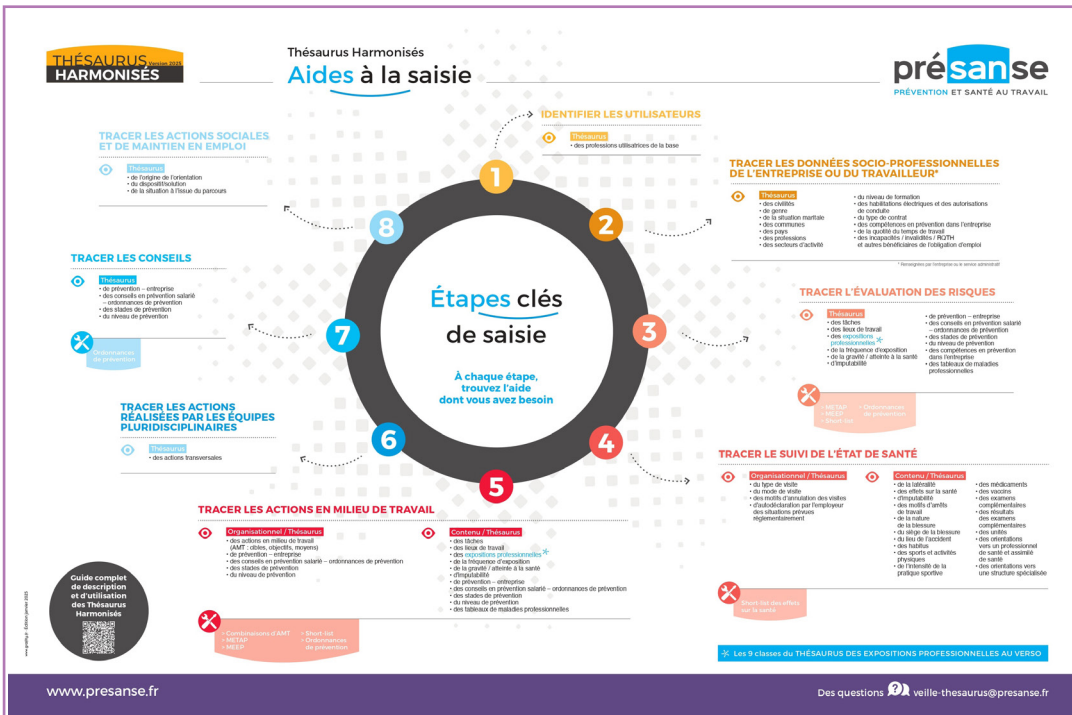 THÉSAURUS Version 2025
HARMONISÉS
Thésaurus Harmonisés
Aides à la saisie
présanse
PRÉVENTION ET SANTÉ AU TRAVAIL
1
IDENTIFIER LES UTILISATEURS
Thésaurus
• des professions utilisatrices de la base
2
TRACER LES DONNÉES SOCIO-PROFESSIONNELLES
DE L'ENTREPRISE OU DU TRAVAILLEUR*
Thésaurus
• des civilités
• de genre
• de la situation maritale
• des communes
• des pays
• des professions
• des secteurs d'activité
• du niveau de formation
• des habilitations électriques et des autorisations
de conduite
• du type de contrat
• des compétences en prévention dans l'entreprise
• de la quotité du temps de travail
• des incapacités / invalidités / RQTH
et autres bénéficiaires de l'obligation d'emploi
* Renseignées par l'entreprise ou le service administratif
3
TRACER L'ÉVALUATION DES RISQUES
Thésaurus
• des tâches
• des lieux de travail
• des expositions
professionnelles
• de la fréquence d'exposition
• de la gravité / atteinte à la santé
• d'imputabilité
• de prévention – entreprise
• des conseils en prévention salarié
– ordonnances de prévention
• des stades de prévention
• du niveau de prévention
• des compétences en prévention
dans l'entreprise
• des tableaux de maladies
professionnelles
> METAP
> MEEP
> Short-list
> Ordonnances
de prévention
4
TRACER LE SUIVI DE L'ÉTAT DE SANTÉ
Organisationnel / Thésaurus
• du type de visite
• du mode de visite
• des motifs d'annulation des visites
• d'autodéclaration par l'employeur
des situations prévues
réglementairement
Contenu / Thésaurus
• de la latéralité
• des effets sur la santé
• d'imputabilité
• des motifs d'arrêts
de travail
• de la nature
de la blessure
• du siège de la blessure
• du lieu de l'accident
• des habitus
• des sports et activités
physiques
• de l'intensité de la
pratique sportive
• des médicaments
• des vaccins
• des examens
complémentaires
• des résultats
des examens
complémentaires
• des unités
• des orientations
vers un professionnel
de santé et assimilé
de santé
• des orientations vers
une structure spécialisée
Short-list des effets
sur la santé
5
TRACER LES ACTIONS EN MILIEU DE TRAVAIL
Organisationnel / Thésaurus
• des actions en milieu de travail
(AMT : cibles, objectifs, moyens)
• de prévention – entreprise
• des conseils en prévention salarié – ordonnances de prévention
• des stades de prévention
• du niveau de prévention
Contenu / Thésaurus
• des tâches
• des lieux de travail
• des expositions professionnelles
• de la fréquence d'exposition
• de la gravité / atteinte à la santé
• d'imputabilité
• de prévention – entreprise
• des conseils en prévention salarié – ordonnances de prévention
• des stades de prévention
• du niveau de prévention
• des tableaux de maladies professionnelles
> Combinaisons d'AMT
> METAP
> MEEP
> Short-list
> Ordonnances
de prévention
6
TRACER LES ACTIONS
RÉALISÉES PAR LES ÉQUIPES
PLURIDISCIPLINAIRES
Thésaurus
• des actions transversales
7
TRACER LES CONSEILS
Thésaurus
• de prévention – entreprise
• des conseils en prévention salarié
– ordonnances de prévention
• des stades de prévention
• du niveau de prévention
Ordonnances
de prévention
8
TRACER LES ACTIONS SOCIALES
ET DE MAINTIEN EN EMPLOI
Thésaurus
• de l'origine de l'orientation
• du dispositif/solution
• de la situation à l'issue du parcours
Étapes clés
de saisie
À chaque étape,
trouvez l'aide
dont vous avez besoin
Guide complet
de description
et d'utilisation
des Thésaurus
Harmonisés
Les 9 classes du THÉSAURUS DES EXPOSITIONS PROFESSIONNELLES AU VERSO
www.presanse.fr
Des questions ? veille-thesaurus@presanse.fr